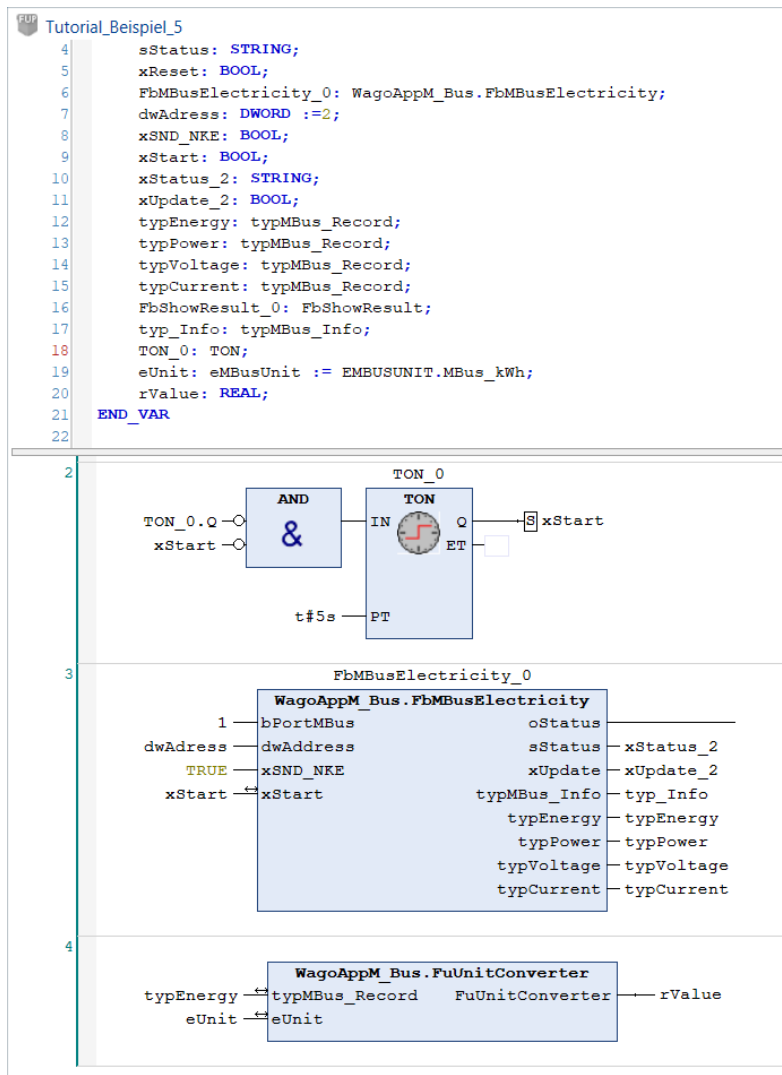 FUP Tutorial_Beispiel_5
4 sStatus: STRING;
5 xReset: BOOL;
6 FbMBusElectricity_0: WagoAppM_Bus.FbMBusElectricity;
7 dwAdress: DWORD :=2;
8 xSND_NKE: BOOL;
9 xStart: BOOL;
10 xStatus_2: STRING;
11 xUpdate_2: BOOL;
12 typEnergy: typMBus_Record;
13 typPower: typMBus_Record;
14 typVoltage: typMBus_Record;
15 typCurrent: typMBus_Record;
16 FbShowResult_0: FbShowResult;
17 typ_Info: typMBus_Info;
18 TON_0: TON;
19 eUnit: eMBusUnit := EMBUSUNIT.MBus_kWh;
20 rValue: REAL;
21 END_VAR
22
2 TON_0
AND TON
TON_0.Q & IN Q S xStart
xStart ET
t#5s PT
3 FbMBusElectricity_0
WagoAppM_Bus.FbMBusElectricity
1 bPortMBus oStatus
dwAdress dwAddress sStatus xStatus_2
TRUE xSND_NKE xUpdate xUpdate_2
xStart xStart typMBus_Info typ_Info
typEnergy typEnergy
typPower typPower
typVoltage typVoltage
typCurrent typCurrent
4
WagoAppM_Bus.FuUnitConverter
typEnergy typMBus_Record FuUnitConverter rValue
eUnit eUnit